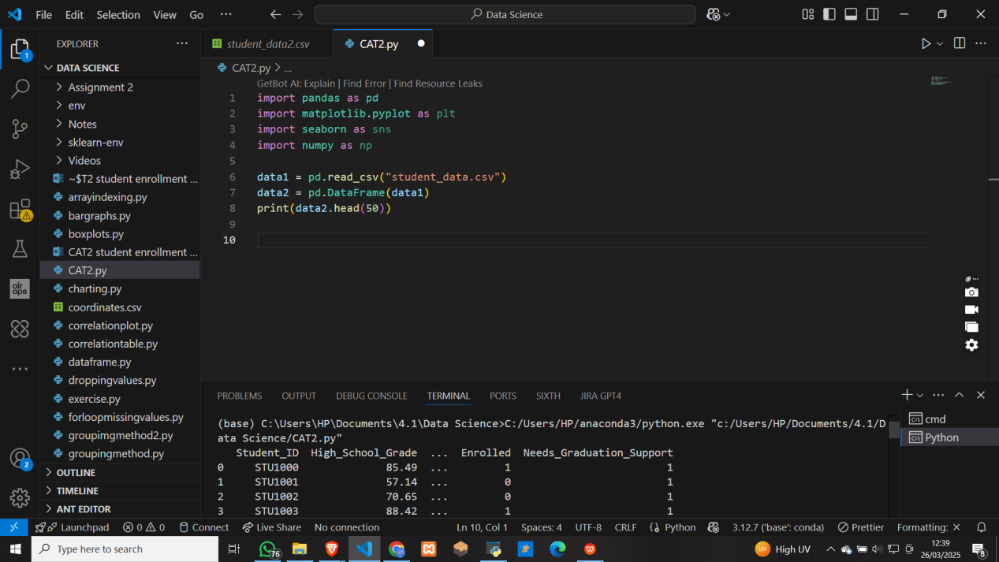 File Edit Selection View Go ... Data Science
EXPLORER ...
DATA SCIENCE
Assignment 2
env
Notes
sklearn-env
Videos
~$T2 student enrollment ...
arrayindexing.py
bargraphs.py
boxplots.py
CAT2 student enrollment ...
CAT2.py
charting.py
coordinates.csv
correlationplot.py
correlationtable.py
dataframe.py
droppingvalues.py
exercise.py
forloopmissingvalues.py
groupimgmethod2.py
groupingmethod.py
OUTLINE
TIMELINE
ANT EDITOR
1
air
ops
2
student_data2.csv CAT2.py
CAT2.py > ...
GetBot AI: Explain | Find Error | Find Resource Leaks
1 import pandas as pd
2 import matplotlib.pyplot as plt
3 import seaborn as sns
4 import numpy as np
5
6 data1 = pd.read_csv("student_data.csv")
7 data2 = pd.DataFrame(data1)
8 print(data2.head(50))
9
10
PROBLEMS OUTPUT DEBUG CONSOLE TERMINAL PORTS SIXTH JIRA GPT4
(base) C:\Users\HP\Documents\4.1\Data Science>C:/Users/HP/anaconda3/python.exe "c:/Users/HP/Documents/4.1/D
ata Science/CAT2.py"
Student_ID High_School_Grade ... Enrolled Needs_Graduation_Support
0 STU1000 85.49 ... 1 1
1 STU1001 57.14 ... 0 1
2 STU1002 70.65 ... 0 1
3 STU1003 88.42 ... 1 1
cmd
Python
Launchpad 0 0 Connect Live Share No connection Ln 10, Col 1 Spaces: 4 UTF-8 CRLF Python 3.12.7 ('base': conda) Prettier Formatting: ×
Type here to search 76 UV High UV 12:39
26/03/2025 8